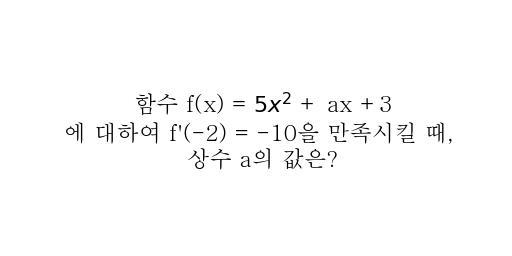 함수 f(x) = 5x² + ax + 3
에 대하여 f'(−2) = −10을 만족시킬 때,
상수 a의 값은?